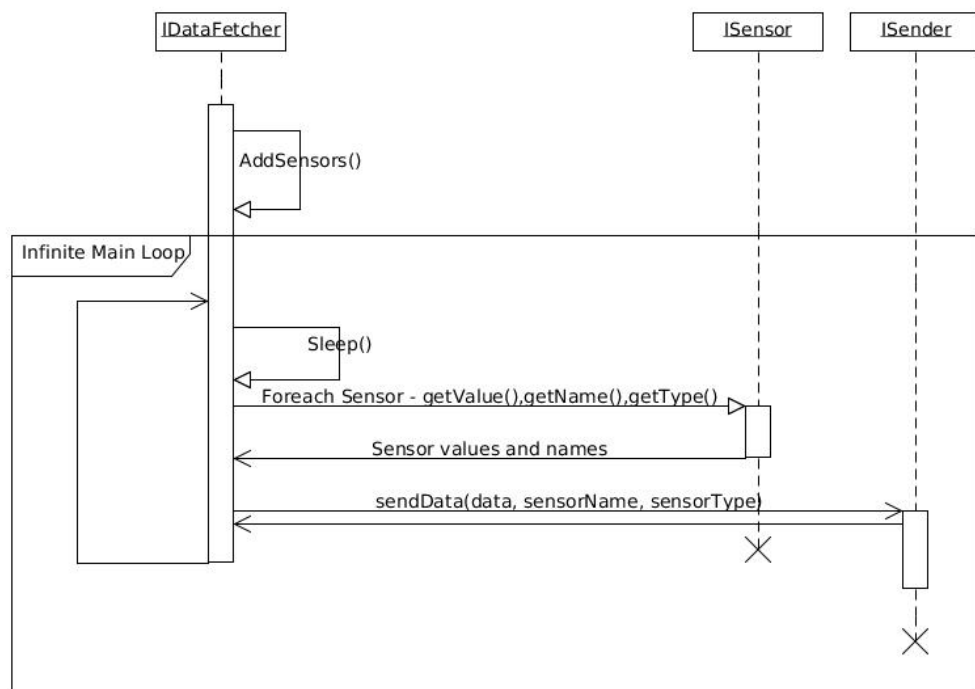 IDataFetcher
ISensor
ISender
AddSensors()
Infinite Main Loop
Sleep()
Foreach Sensor - getValue(),getName(),getType()
Sensor values and names
sendData(data, sensorName, sensorType)